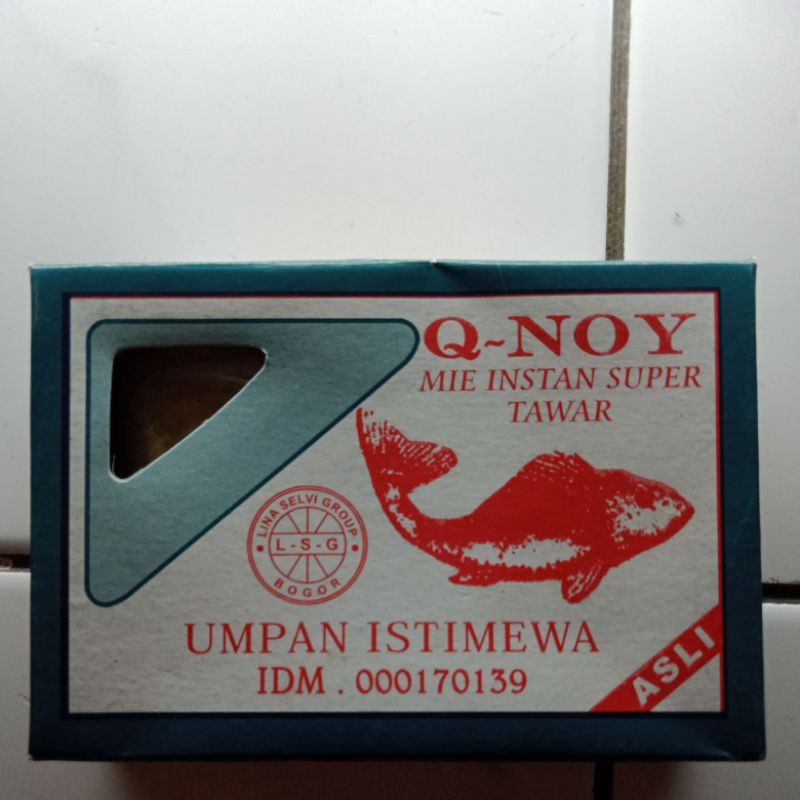 Q~NOY
MIE INSTAN SUPER
TAWAR
LINA SELVI GROUP
L-S-G
BOGOR
UMPAN ISTIMEWA
IDM . 000170139
ASLI